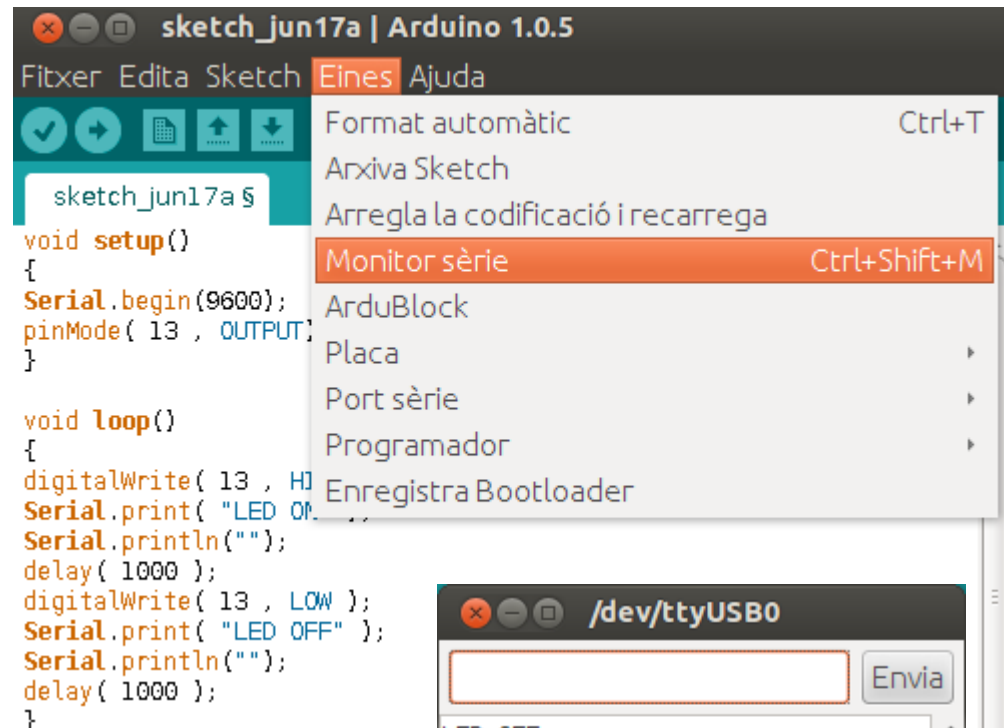 sketch_jun17a | Arduino 1.0.5
Fitxer Edita Sketch Eines Ajuda
Format automàtic Ctrl+T
Arxiva Sketch
Arregla la codificació i recarrega
Monitor sèrie Ctrl+Shift+M
ArduBlock
Placa
Port sèrie
Programador
Enregistra Bootloader
sketch_jun17a §
void setup()
{
Serial.begin(9600);
pinMode( 13 , OUTPUT)
}
void loop()
{
digitalWrite( 13 ,
Serial.print( "LED
Serial.println("");
delay( 1000 );
digitalWrite( 13 , LOW );
Serial.print( "LED OFF" );
Serial.println("");
delay( 1000 );
}
/dev/ttyUSB0
Envia